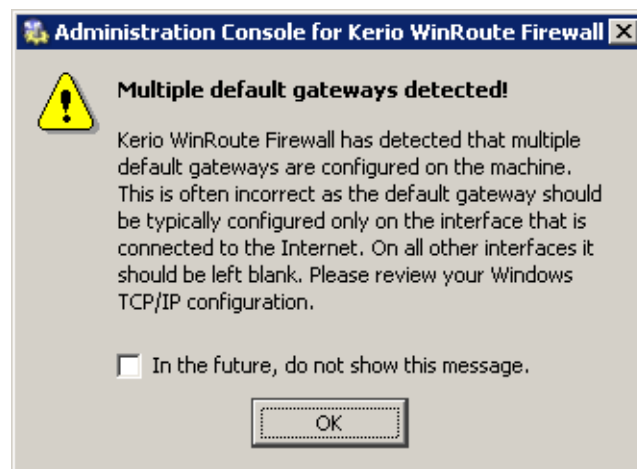 Administration Console for Kerio WinRoute Firewall
Multiple default gateways detected!
Kerio WinRoute Firewall has detected that multiple
default gateways are configured on the machine.
This is often incorrect as the default gateway should
be typically configured only on the interface that is
connected to the Internet. On all other interfaces it
should be left blank. Please review your Windows
TCP/IP configuration.
In the future, do not show this message.
OK